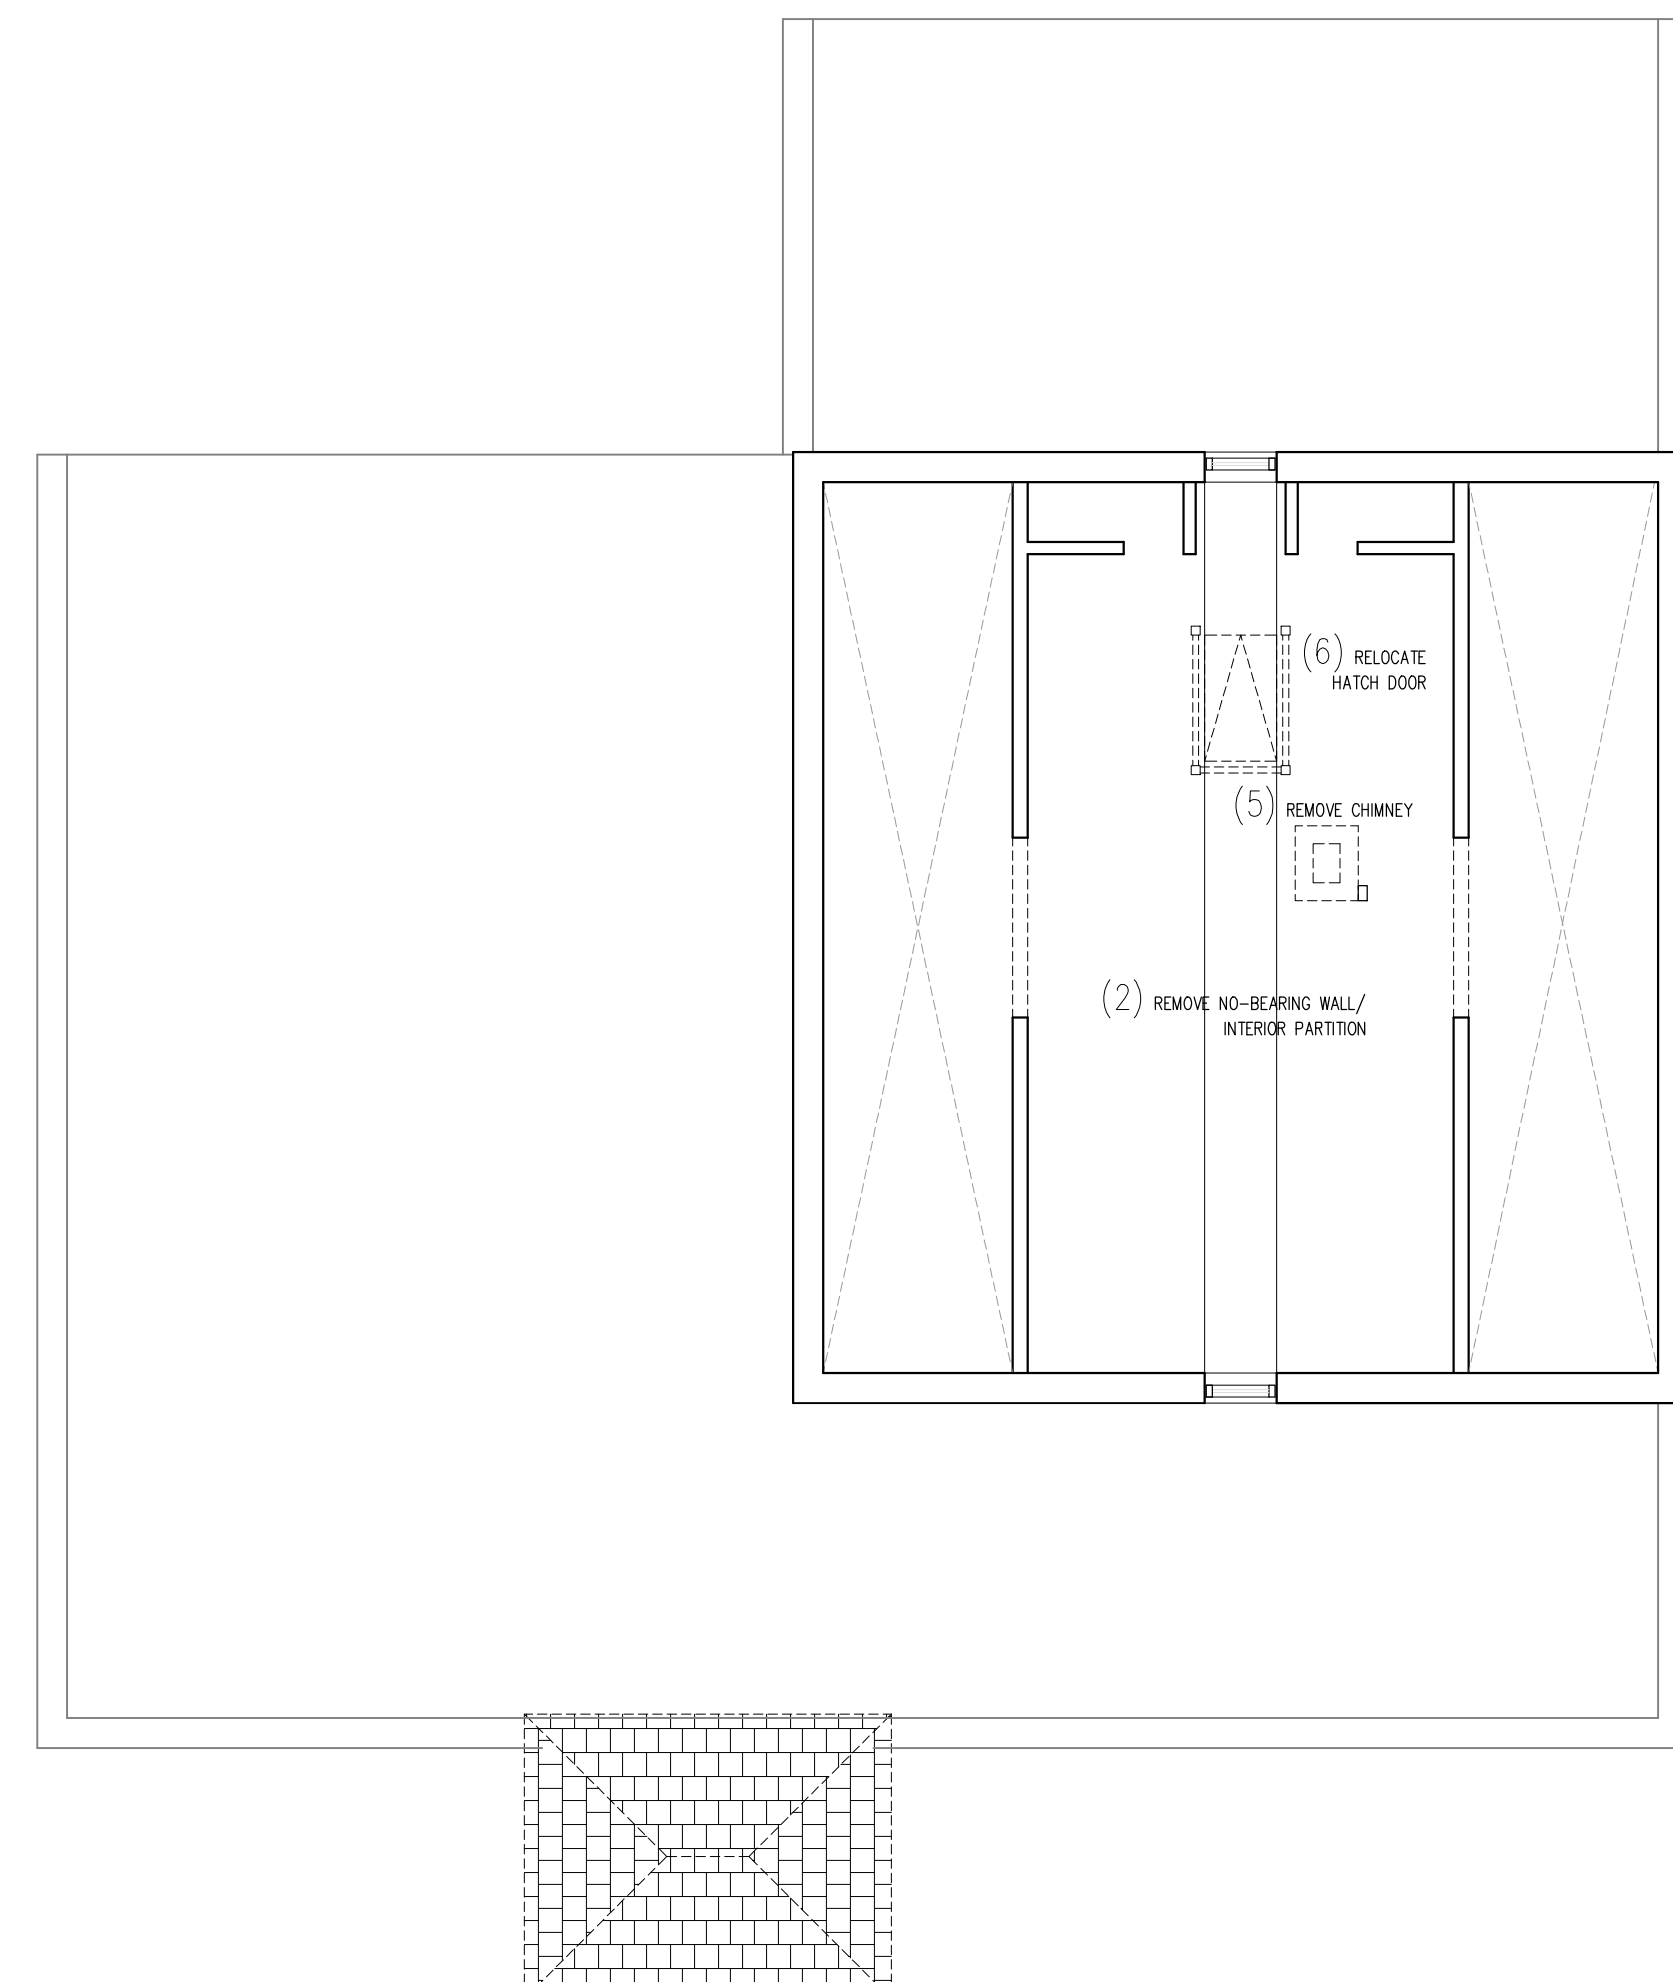 (6) RELOCATE
HATCH DOOR
(5) REMOVE CHIMNEY
(2) REMOVE NO-BEARING WALL/
INTERIOR PARTITION